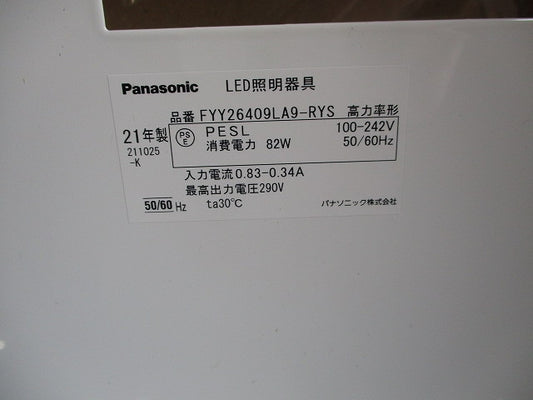 Panasonic LED照明器具
品番 FYY26409LA9-RYS 高力率形
21年製 PS E PESL 100-242V
211025 消費電力 82W 50/60Hz
-K
入力電流0.83-0.34A
最高出力電圧290V
50/60 Hz ta30℃ パナソニック株式会社